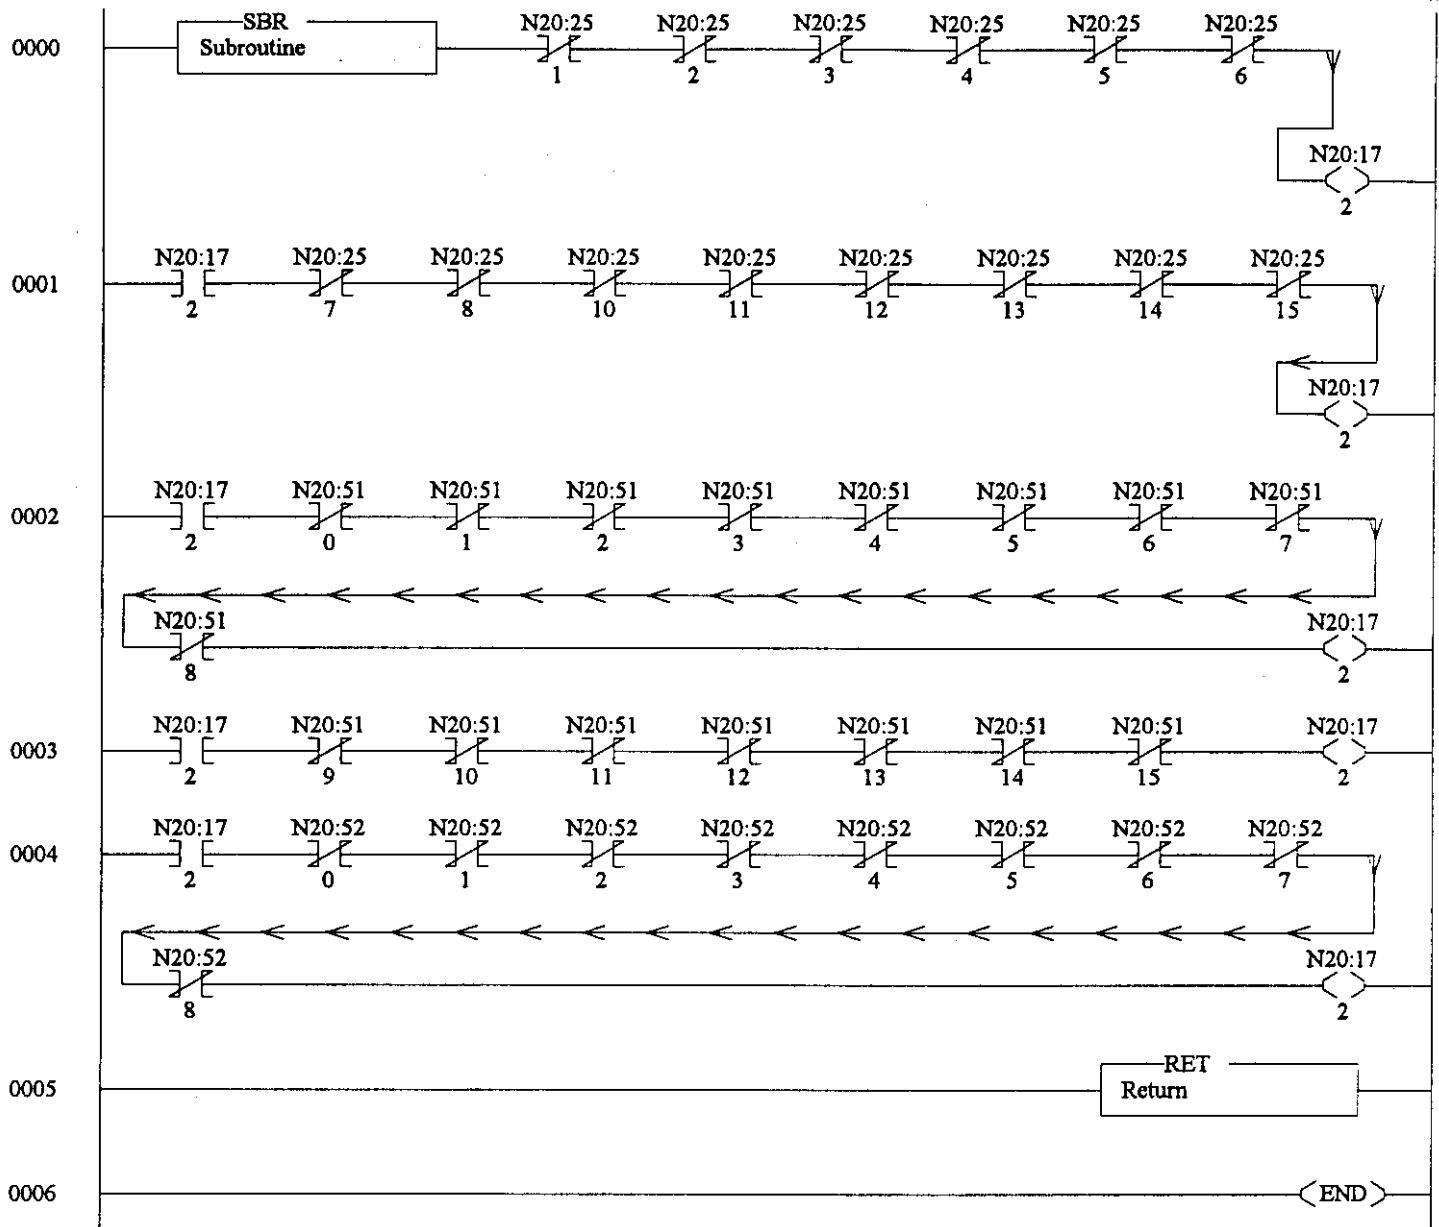 SBR
0000 Subroutine
N20:25 N20:25 N20:25 N20:25 N20:25 N20:25
1 2 3 4 5 6
N20:17
2
N20:17 N20:25 N20:25 N20:25 N20:25 N20:25 N20:25 N20:25 N20:25
0001
2 7 8 10 11 12 13 14 15
N20:17
2
N20:17 N20:51 N20:51 N20:51 N20:51 N20:51 N20:51 N20:51 N20:51
0002
2 0 1 2 3 4 5 6 7
N20:51 N20:17
8 2
N20:17 N20:51 N20:51 N20:51 N20:51 N20:51 N20:51 N20:51 N20:17
0003
2 9 10 11 12 13 14 15 2
N20:17 N20:52 N20:52 N20:52 N20:52 N20:52 N20:52 N20:52 N20:52
0004
2 0 1 2 3 4 5 6 7
N20:52 N20:17
8 2
RET
0005 Return
0006 END